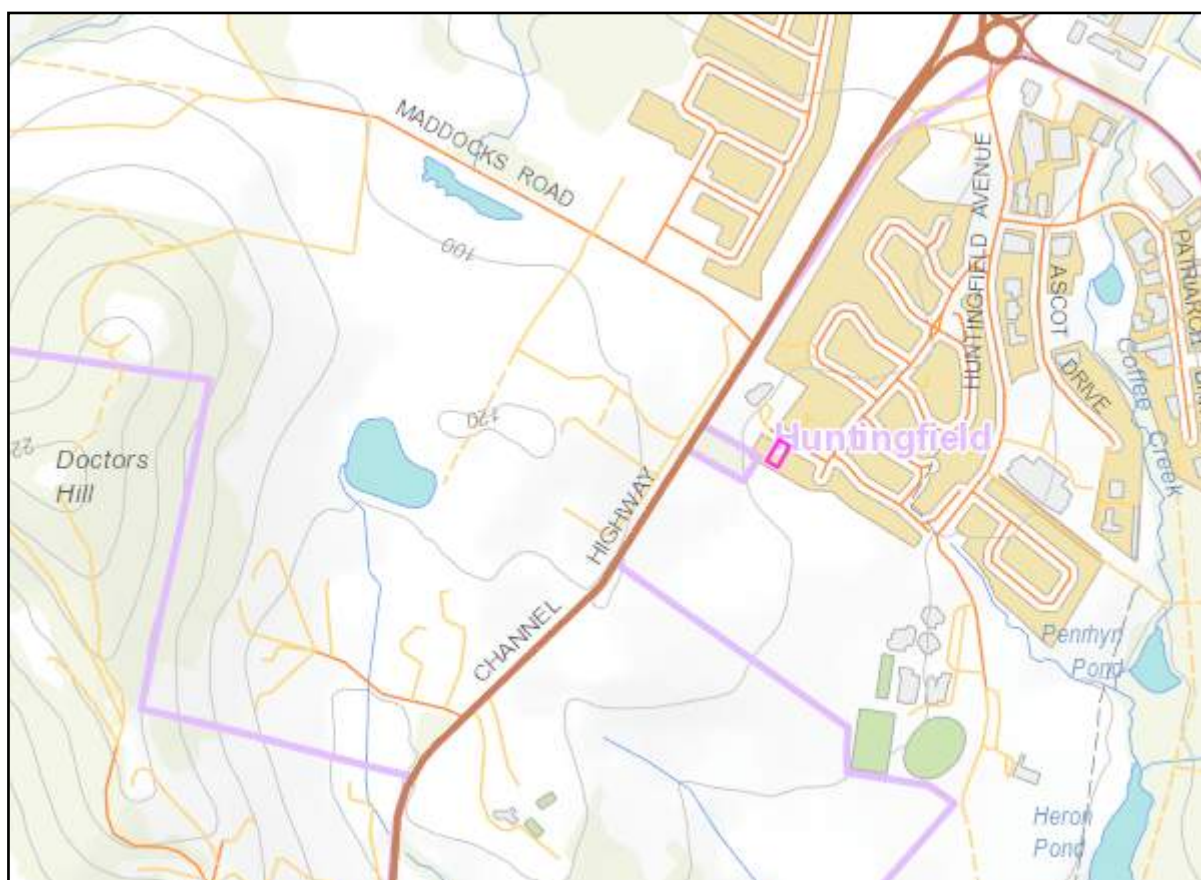 MADDOCKS ROAD
100
HUNTINGFIELD AVENUE
ASCOT
DRIVE
PATRIARCH
Coffee
Creek
120
Huntingfield
22
Doctors
Hill
HIGHWAY
CHANNEL
Penrhyn
Pond
Heron
Pond